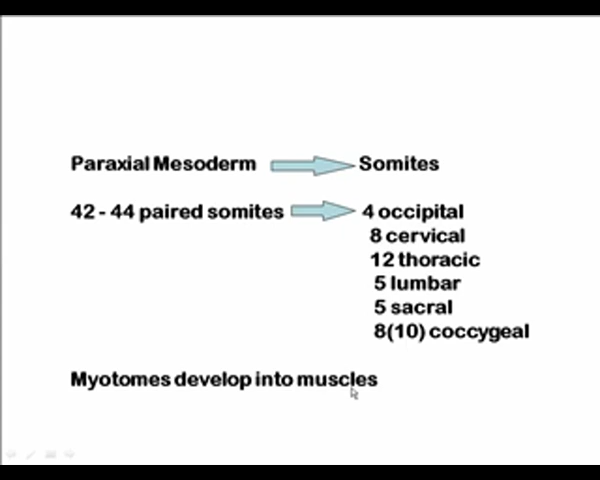 Paraxial Mesoderm Somites
42 - 44 paired somites 4 occipital
8 cervical
12 thoracic
5 lumbar
5 sacral
8(10) coccygeal
Myotomes develop into muscles